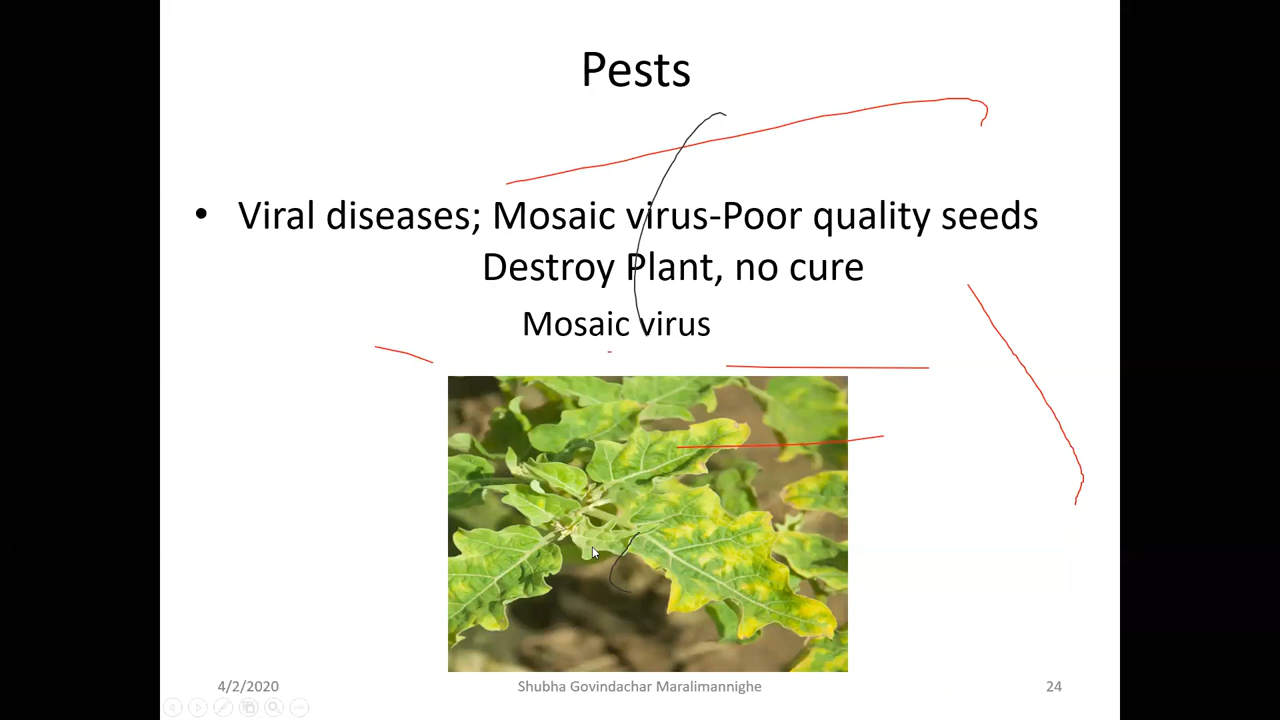 Pests
• Viral diseases; Mosaic virus-Poor quality seeds
Destroy Plant, no cure
Mosaic virus
4/2/2020
Shubha Govindachar Maralimannighe
24